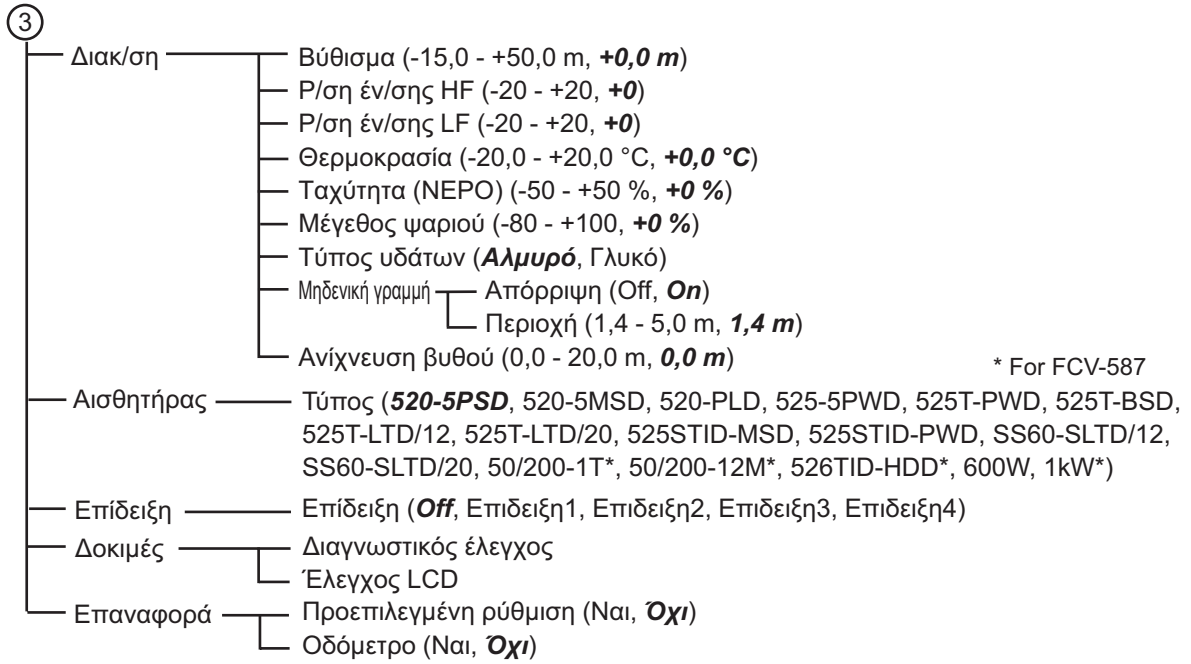 3
Διακ/ση
Βύθισμα (-15,0 - +50,0 m, +0,0 m)
Ρ/ση έν/σης HF (-20 - +20, +0)
Ρ/ση έν/σης LF (-20 - +20, +0)
Θερμοκρασία (-20,0 - +20,0 °C, +0,0 °C)
Ταχύτητα (ΝΕΡΟ) (-50 - +50 %, +0 %)
Μέγεθος ψαριού (-80 - +100, +0 %)
Τύπος υδάτων (Αλμυρό, Γλυκό)
Μηδενική γραμμή
Απόρριψη (Off, On)
Περιοχή (1,4 - 5,0 m, 1,4 m)
Ανίχνευση βυθού (0,0 - 20,0 m, 0,0 m)
* For FCV-587
Αισθητήρας
Τύπος (520-5PSD, 520-5MSD, 520-PLD, 525-5PWD, 525T-PWD, 525T-BSD,
525T-LTD/12, 525T-LTD/20, 525STID-MSD, 525STID-PWD, SS60-SLTD/12,
SS60-SLTD/20, 50/200-1T*, 50/200-12M*, 526TID-HDD*, 600W, 1kW*)
Επίδειξη
Επίδειξη (Off, Επιδειξη1, Επιδειξη2, Επιδειξη3, Επιδειξη4)
Δοκιμές
Διαγνωστικός έλεγχος
Έλεγχος LCD
Επαναφορά
Προεπιλεγμένη ρύθμιση (Ναι, Όχι)
Οδόμετρο (Ναι, Όχι)